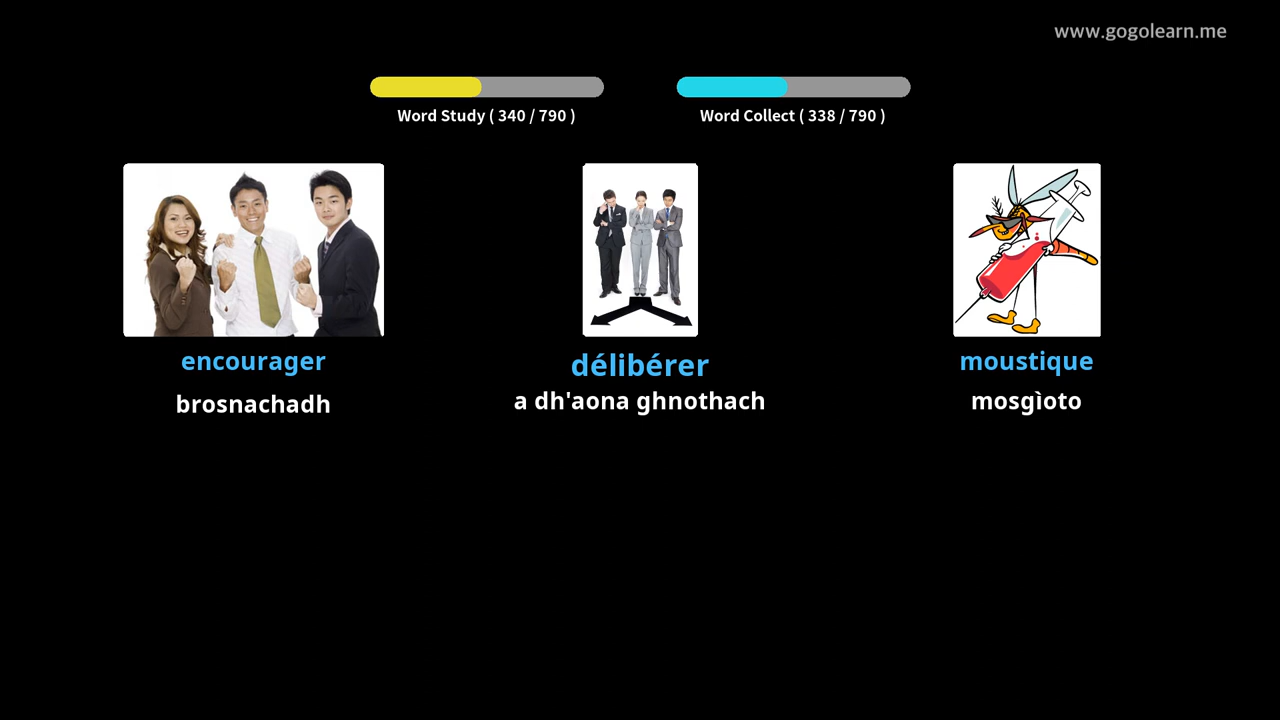 www.gogolearn.me
Word Study ( 340 / 790 )
Word Collect ( 338 / 790 )
encourager
délibérer
moustique
brosnachadh
a dh'aona ghnothach
mosgìoto